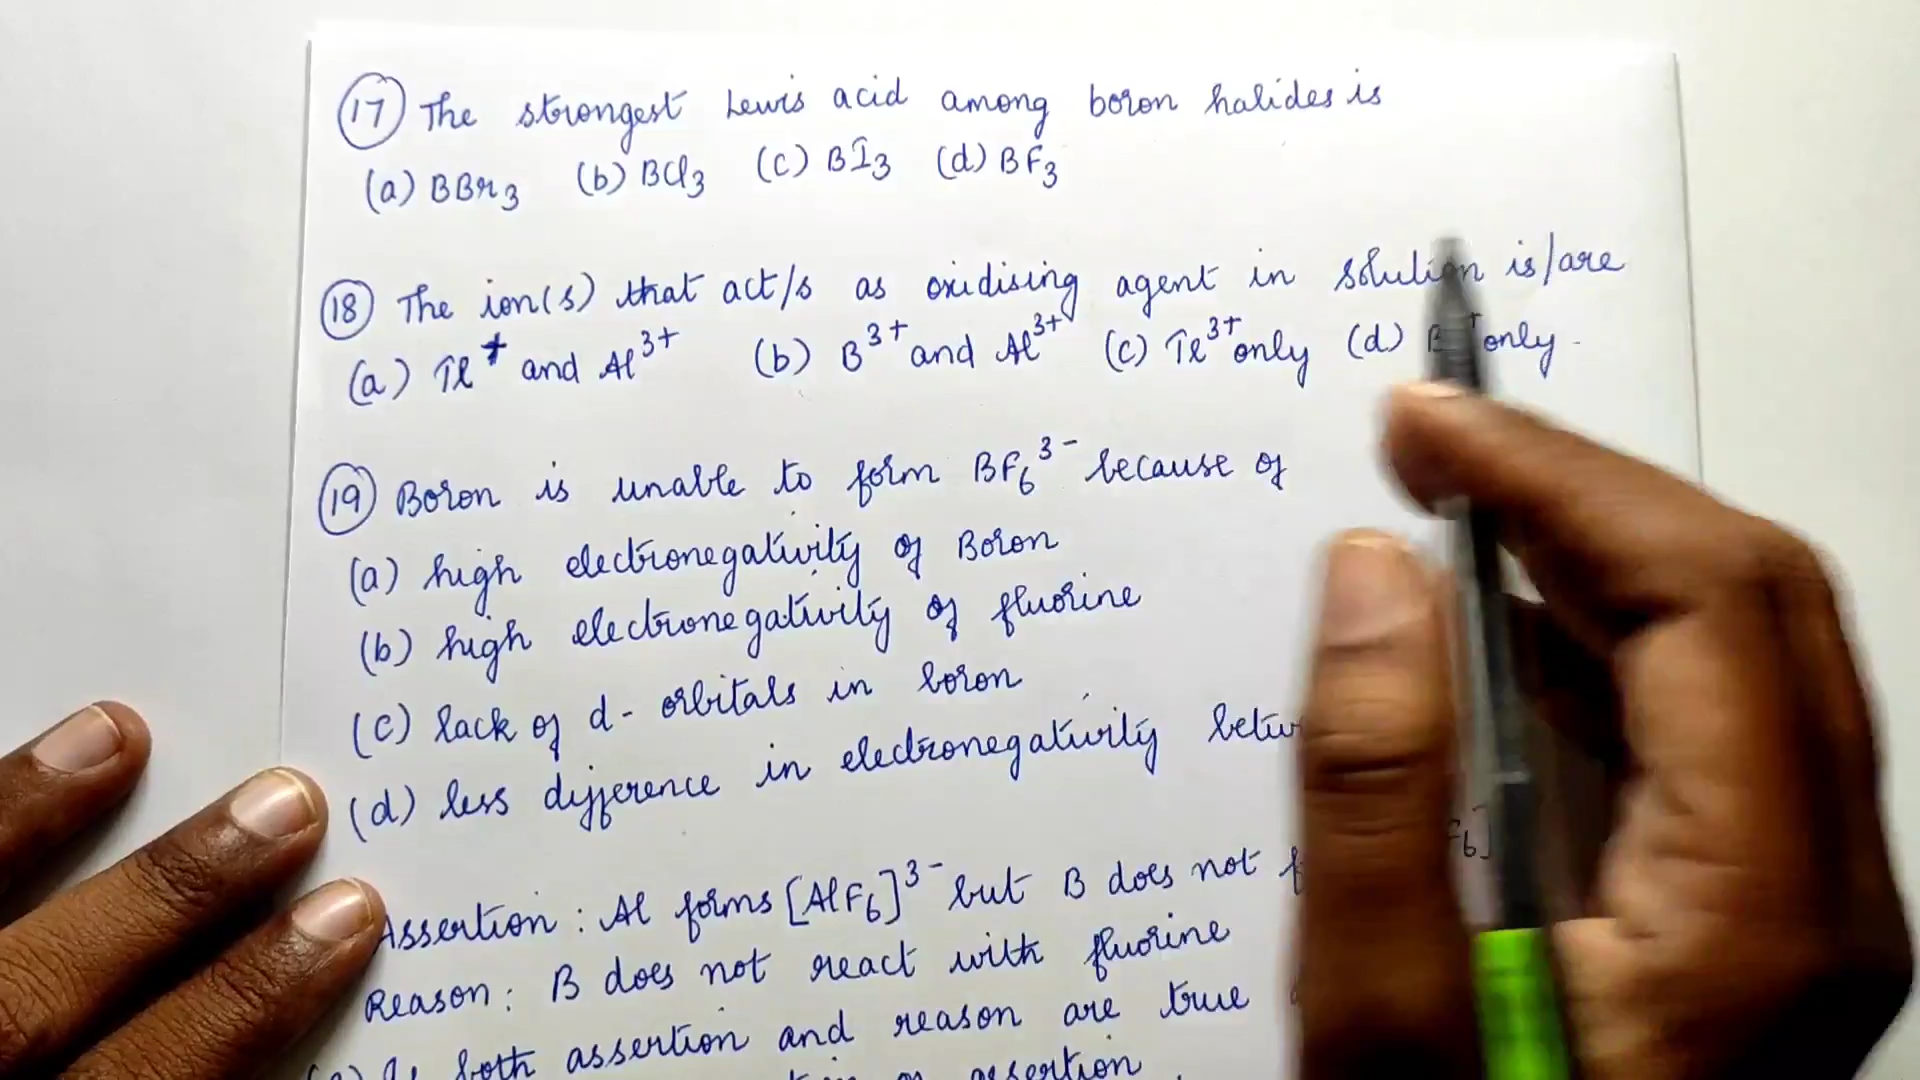 17 The strongest Lewis acid among boron halides is
(a) BBr3 (b) BCl3 (c) BI3 (d) BF3
18 The ion(s) that act/s as oxidising agent in solution is/are
(a) Tl+ and Al3+ (b) B3+ and Al3+ (c) Tl3+ only (d) only.
19 Boron is unable to form BF6 3- because of
(a) high electronegativity of Boron
(b) high electronegativity of fluorine
(c) lack of d-orbitals in boron
(d) less difference in electronegativity
Assertion: Al forms [AlF6]3- but B does not
Reason: B does not react with fluorine
both assertion and reason are true
assertion.